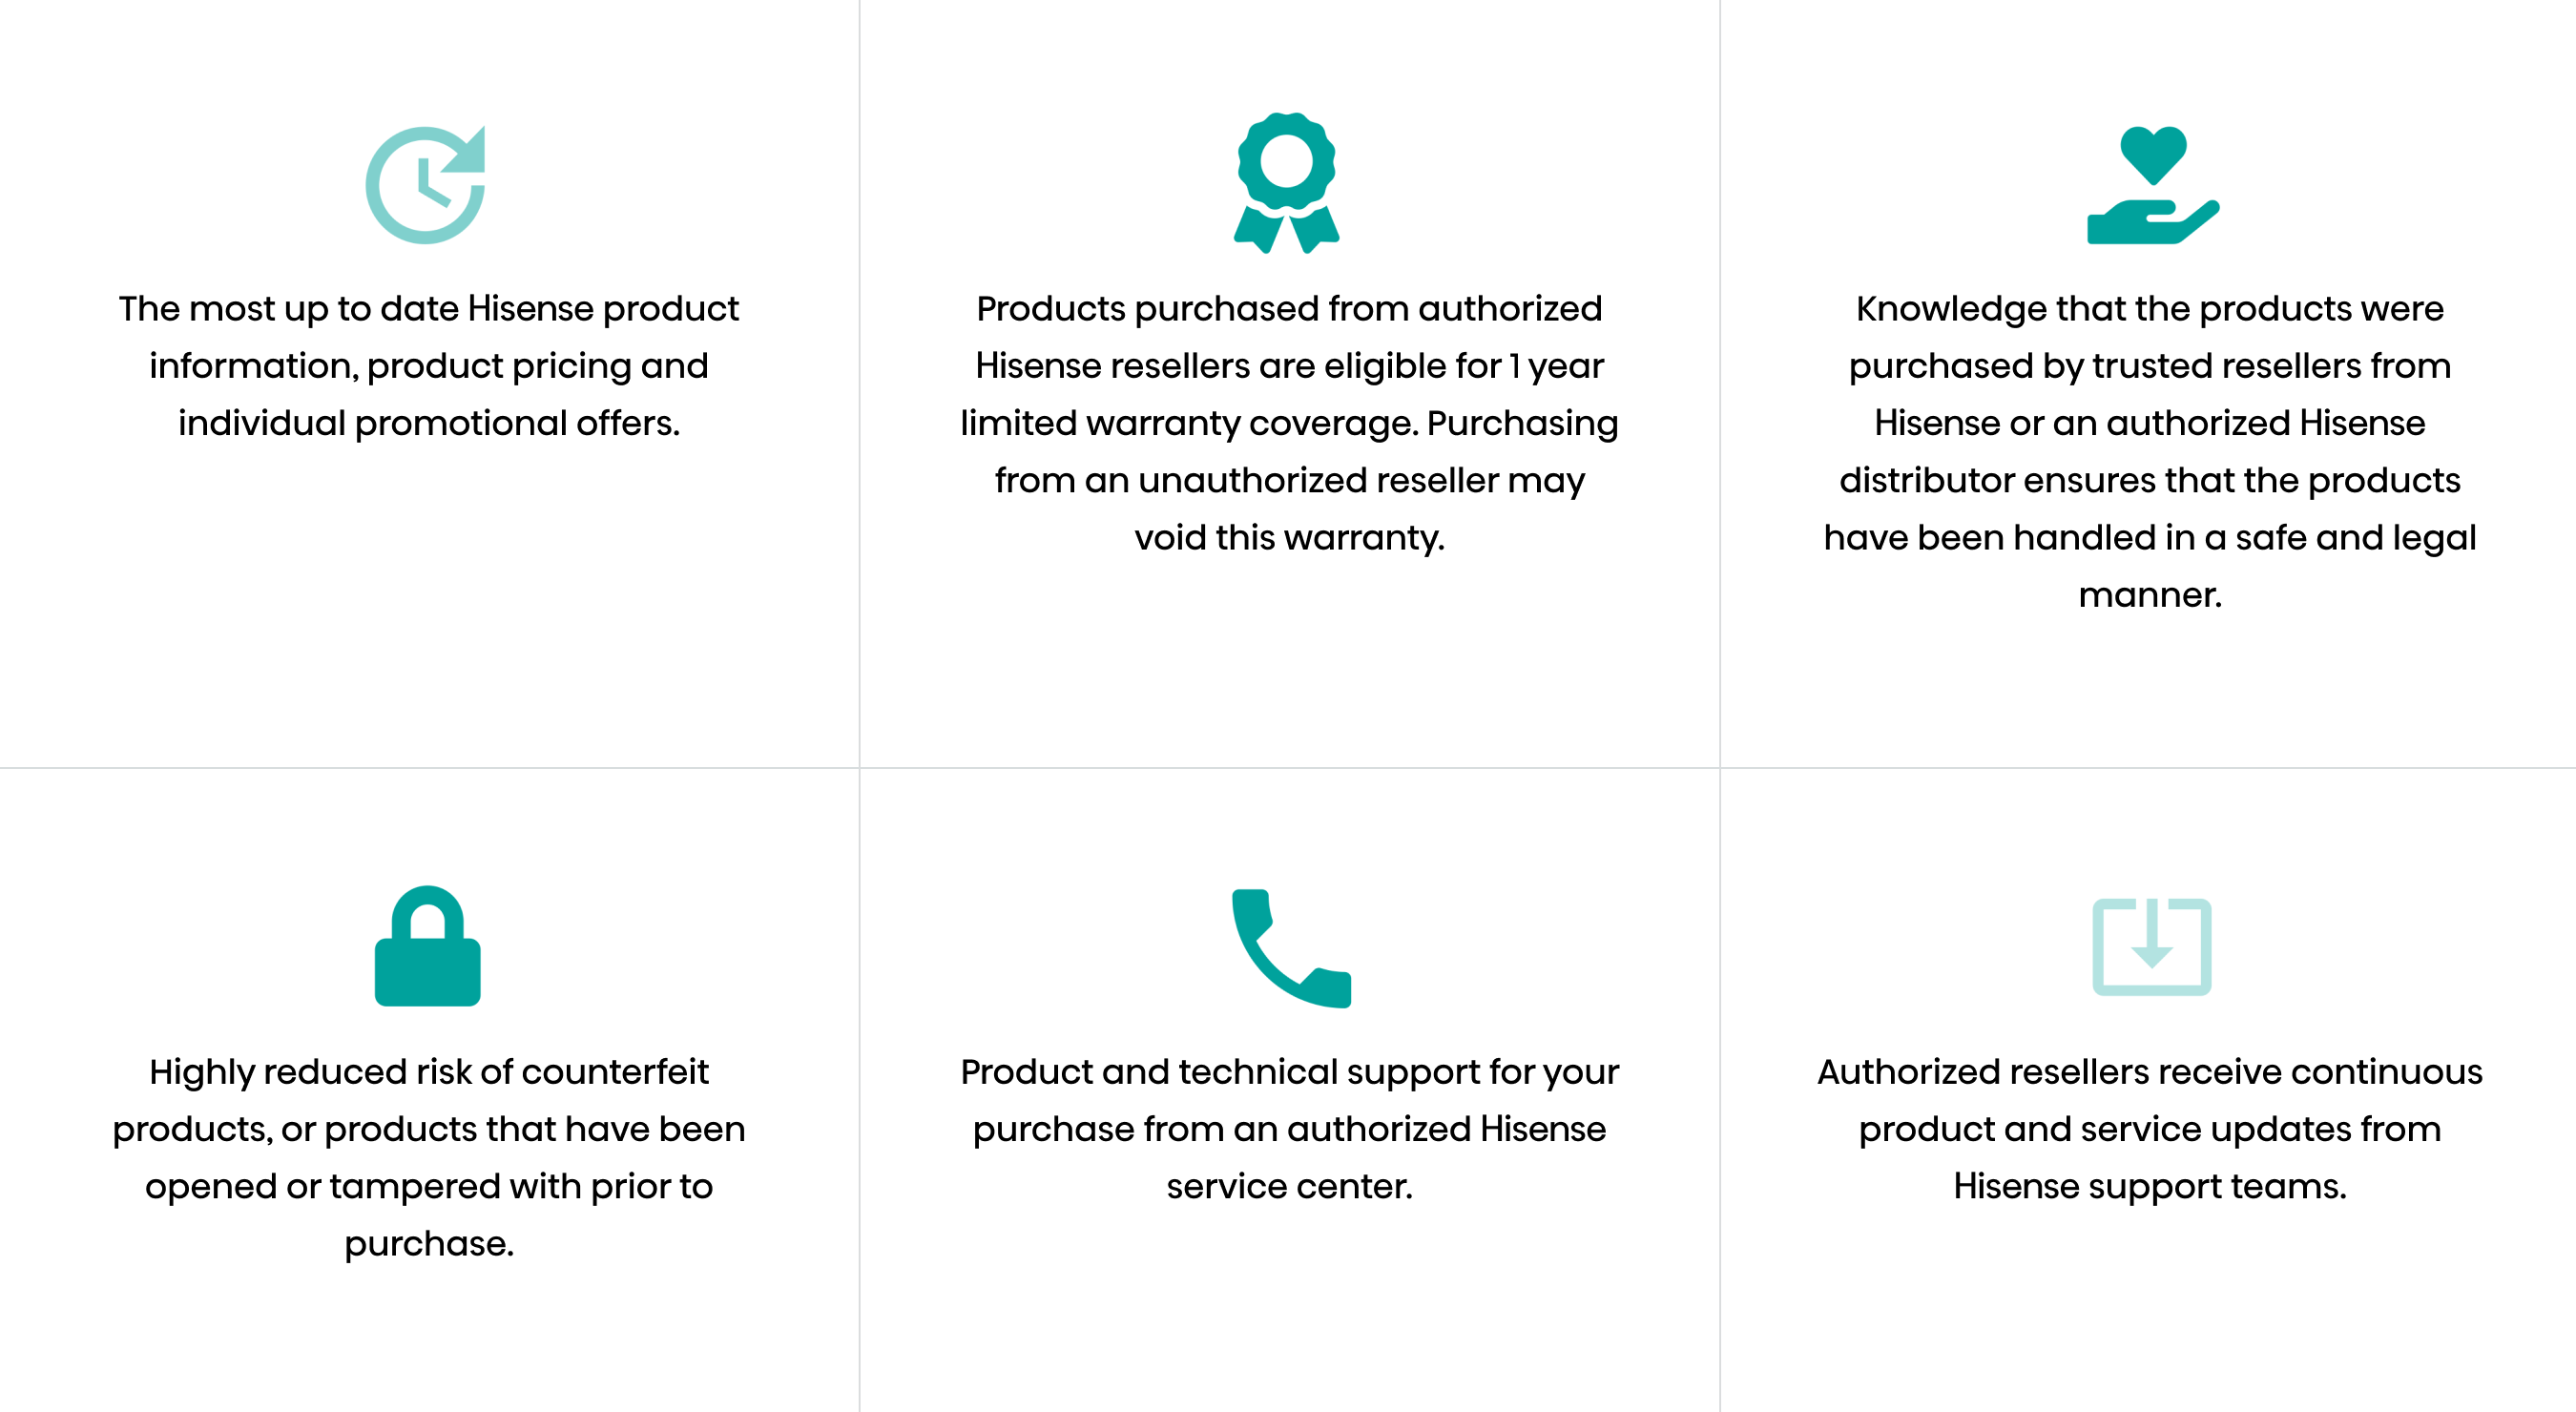 The most up to date Hisense product
information, product pricing and
individual promotional offers.
Products purchased from authorized
Hisense resellers are eligible for 1 year
limited warranty coverage. Purchasing
from an unauthorized reseller may
void this warranty.
Knowledge that the products were
purchased by trusted resellers from
Hisense or an authorized Hisense
distributor ensures that the products
have been handled in a safe and legal
manner.
Highly reduced risk of counterfeit
products, or products that have been
opened or tampered with prior to
purchase.
Product and technical support for your
purchase from an authorized Hisense
service center.
Authorized resellers receive continuous
product and service updates from
Hisense support teams.